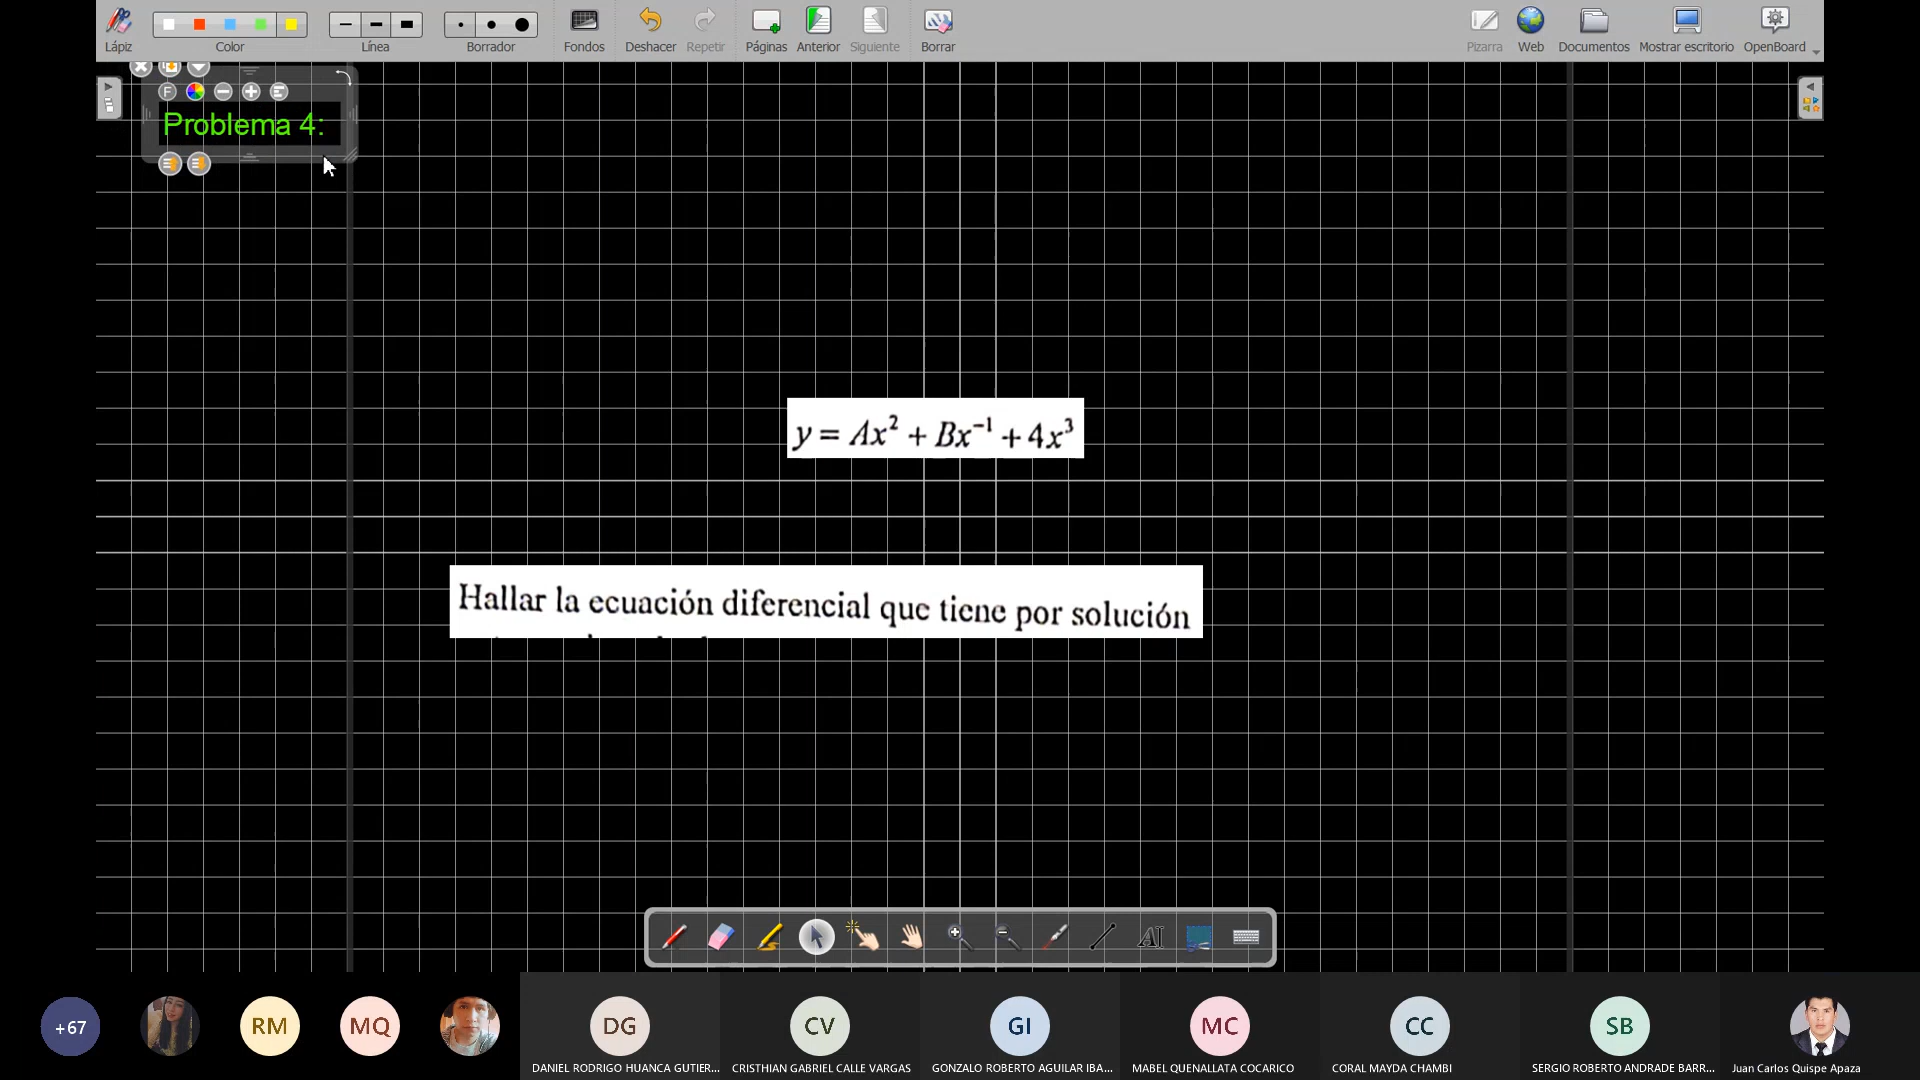 Lápiz
Color
Línea
Borrador
Fondos
Deshacer
Repetir
Páginas
Anterior
Siguiente
Borrar
Pizarra
Web
Documentos
Mostrar escritorio
OpenBoard
F
Problema 4:
y = Ax² + Bx⁻¹ + 4x³
Hallar la ecuación diferencial que tiene por solución
AI
+67
RM
MQ
DG
CV
GI
MC
CC
SB
DANIEL RODRIGO HUANCA GUTIER...
CRISTHIAN GABRIEL CALLE VARGAS
GONZALO ROBERTO AGUILAR IBA...
MABEL QUENALLATA COCARICO
CORAL MAYDA CHAMBI
SERGIO ROBERTO ANDRADE BARR...
Juan Carlos Quispe Apaza